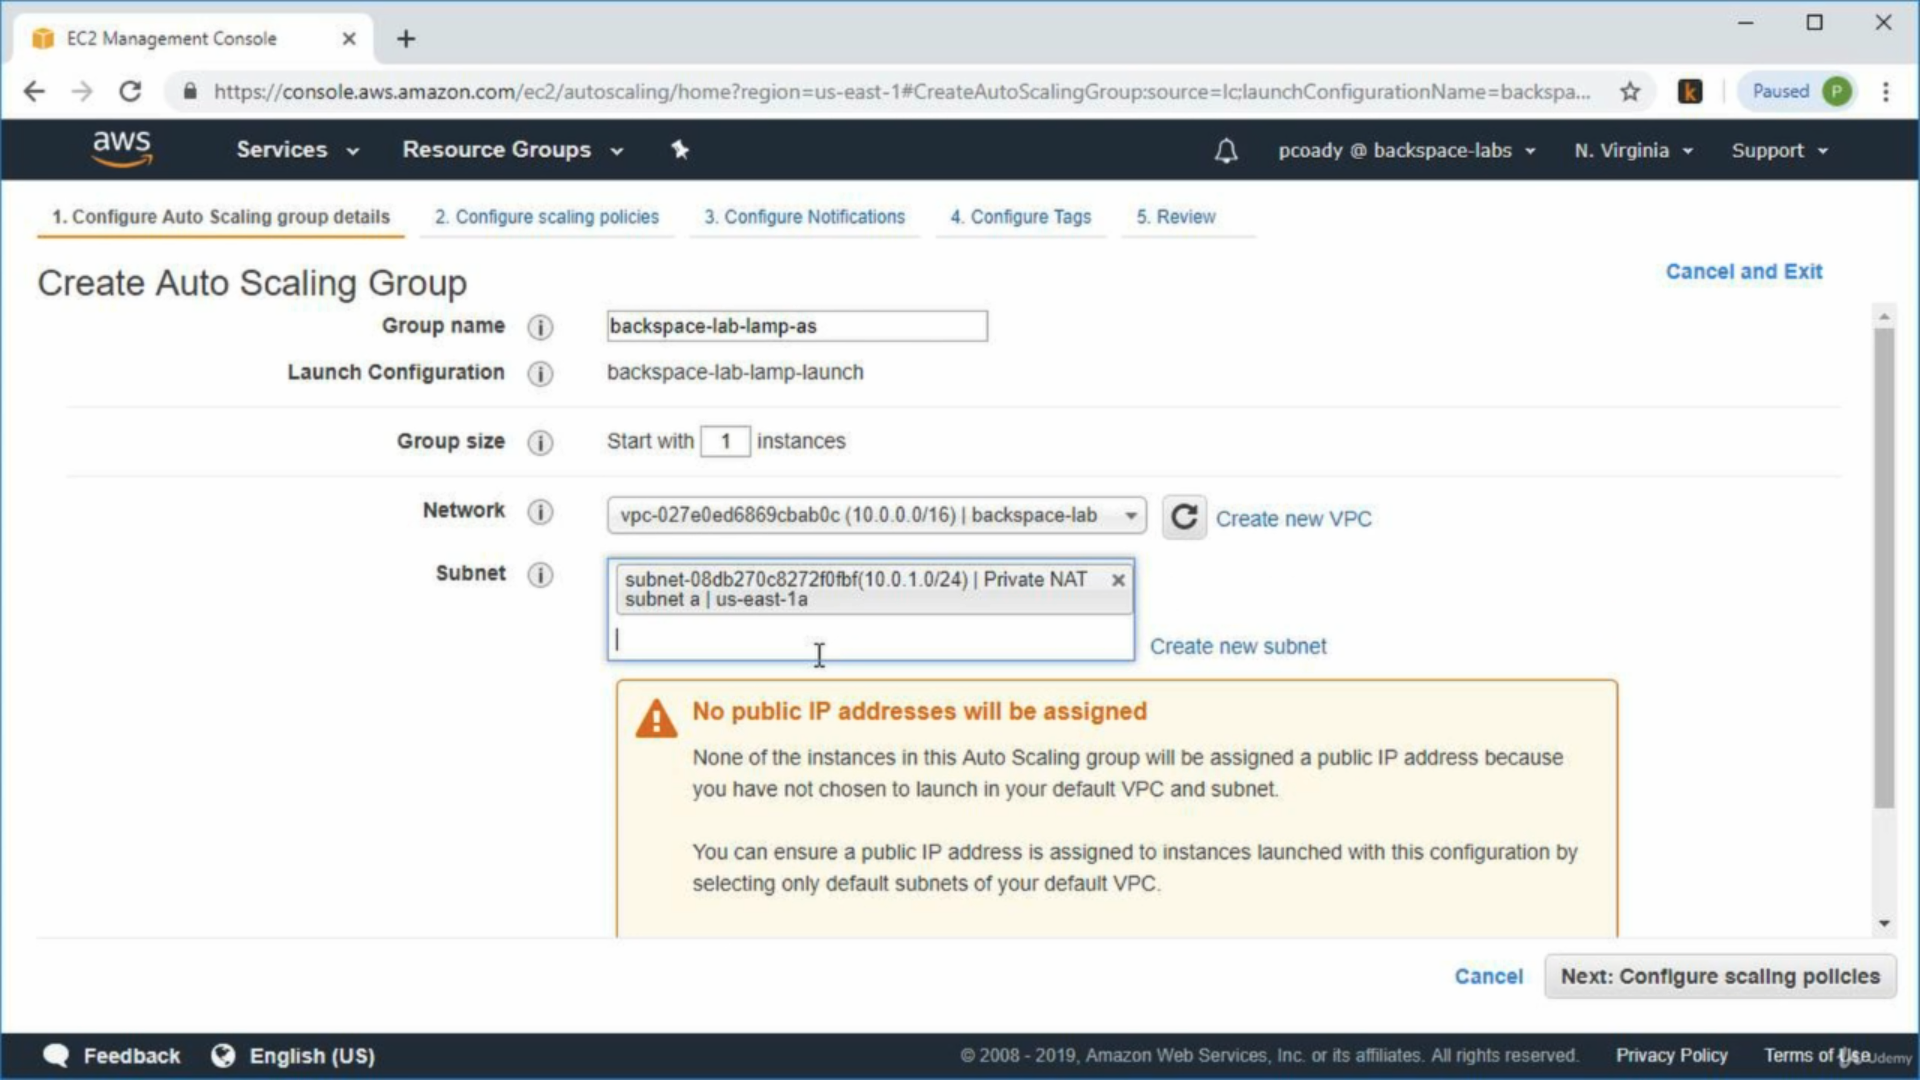 EC2 Management Console
https://console.aws.amazon.com/ec2/autoscaling/home?region=us-east-1#CreateAutoScalingGroup:source=lc;launchConfigurationName=backspa...
k
Paused P
aws Services Resource Groups pcoady @ backspace-labs N. Virginia Support
1. Configure Auto Scaling group details 2. Configure scaling policies 3. Configure Notifications 4. Configure Tags 5. Review
Create Auto Scaling Group
Cancel and Exit
Group name i backspace-lab-lamp-as
Launch Configuration i backspace-lab-lamp-launch
Group size i Start with 1 instances
Network i vpc-027e0ed6869cbab0c (10.0.0.0/16) | backspace-lab Create new VPC
Subnet i subnet-08db270c8272f0fbf(10.0.1.0/24) | Private NAT
subnet a | us-east-1a
Create new subnet
No public IP addresses will be assigned
None of the instances in this Auto Scaling group will be assigned a public IP address because
you have not chosen to launch in your default VPC and subnet.
You can ensure a public IP address is assigned to instances launched with this configuration by
selecting only default subnets of your default VPC.
Cancel Next: Configure scaling policies
Feedback English (US) © 2008 - 2019, Amazon Web Services, Inc. or its affiliates. All rights reserved. Privacy Policy Terms of Use
Udemy